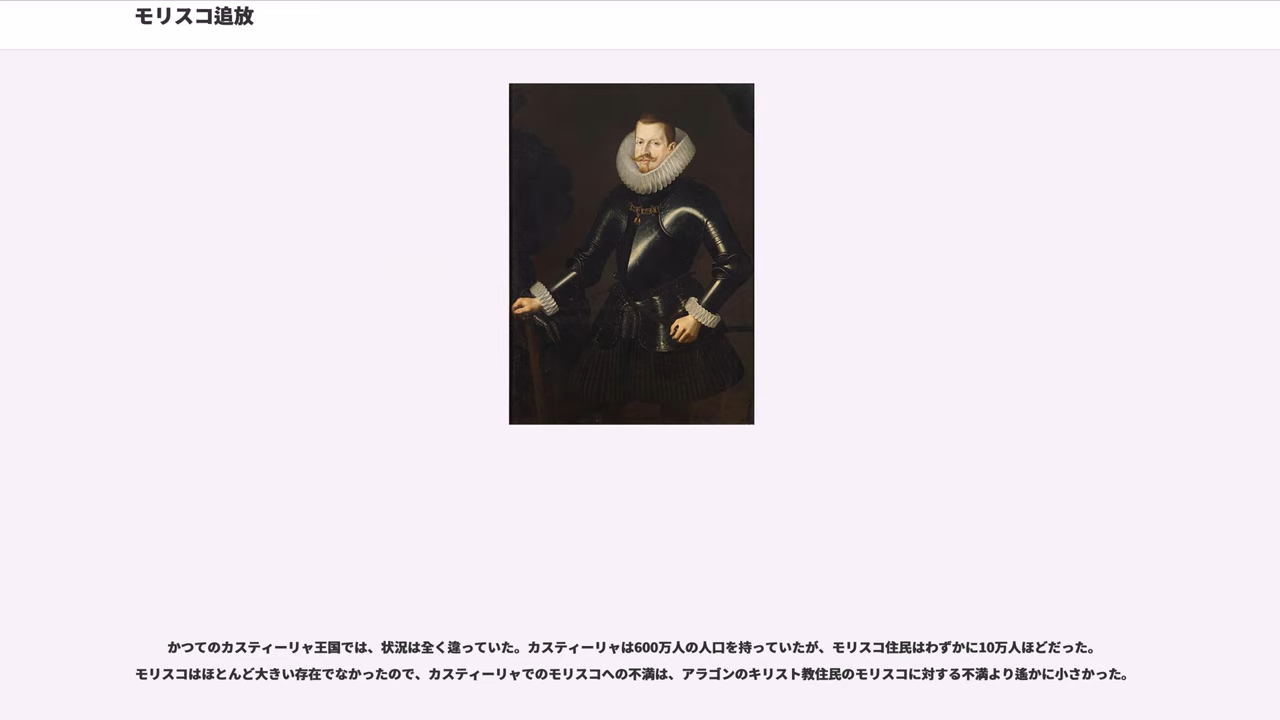 モリスコ追放
かつてのカスティーリャ王国では、状況は全く違っていた。カスティーリャは600万人の人口を持っていたが、モリスコ住民はわずかに10万人ほどだった。
モリスコはほとんど大きい存在でなかったので、カスティーリャでのモリスコへの不満は、アラゴンのキリスト教住民のモリスコに対する不満より遙かに小さかった。